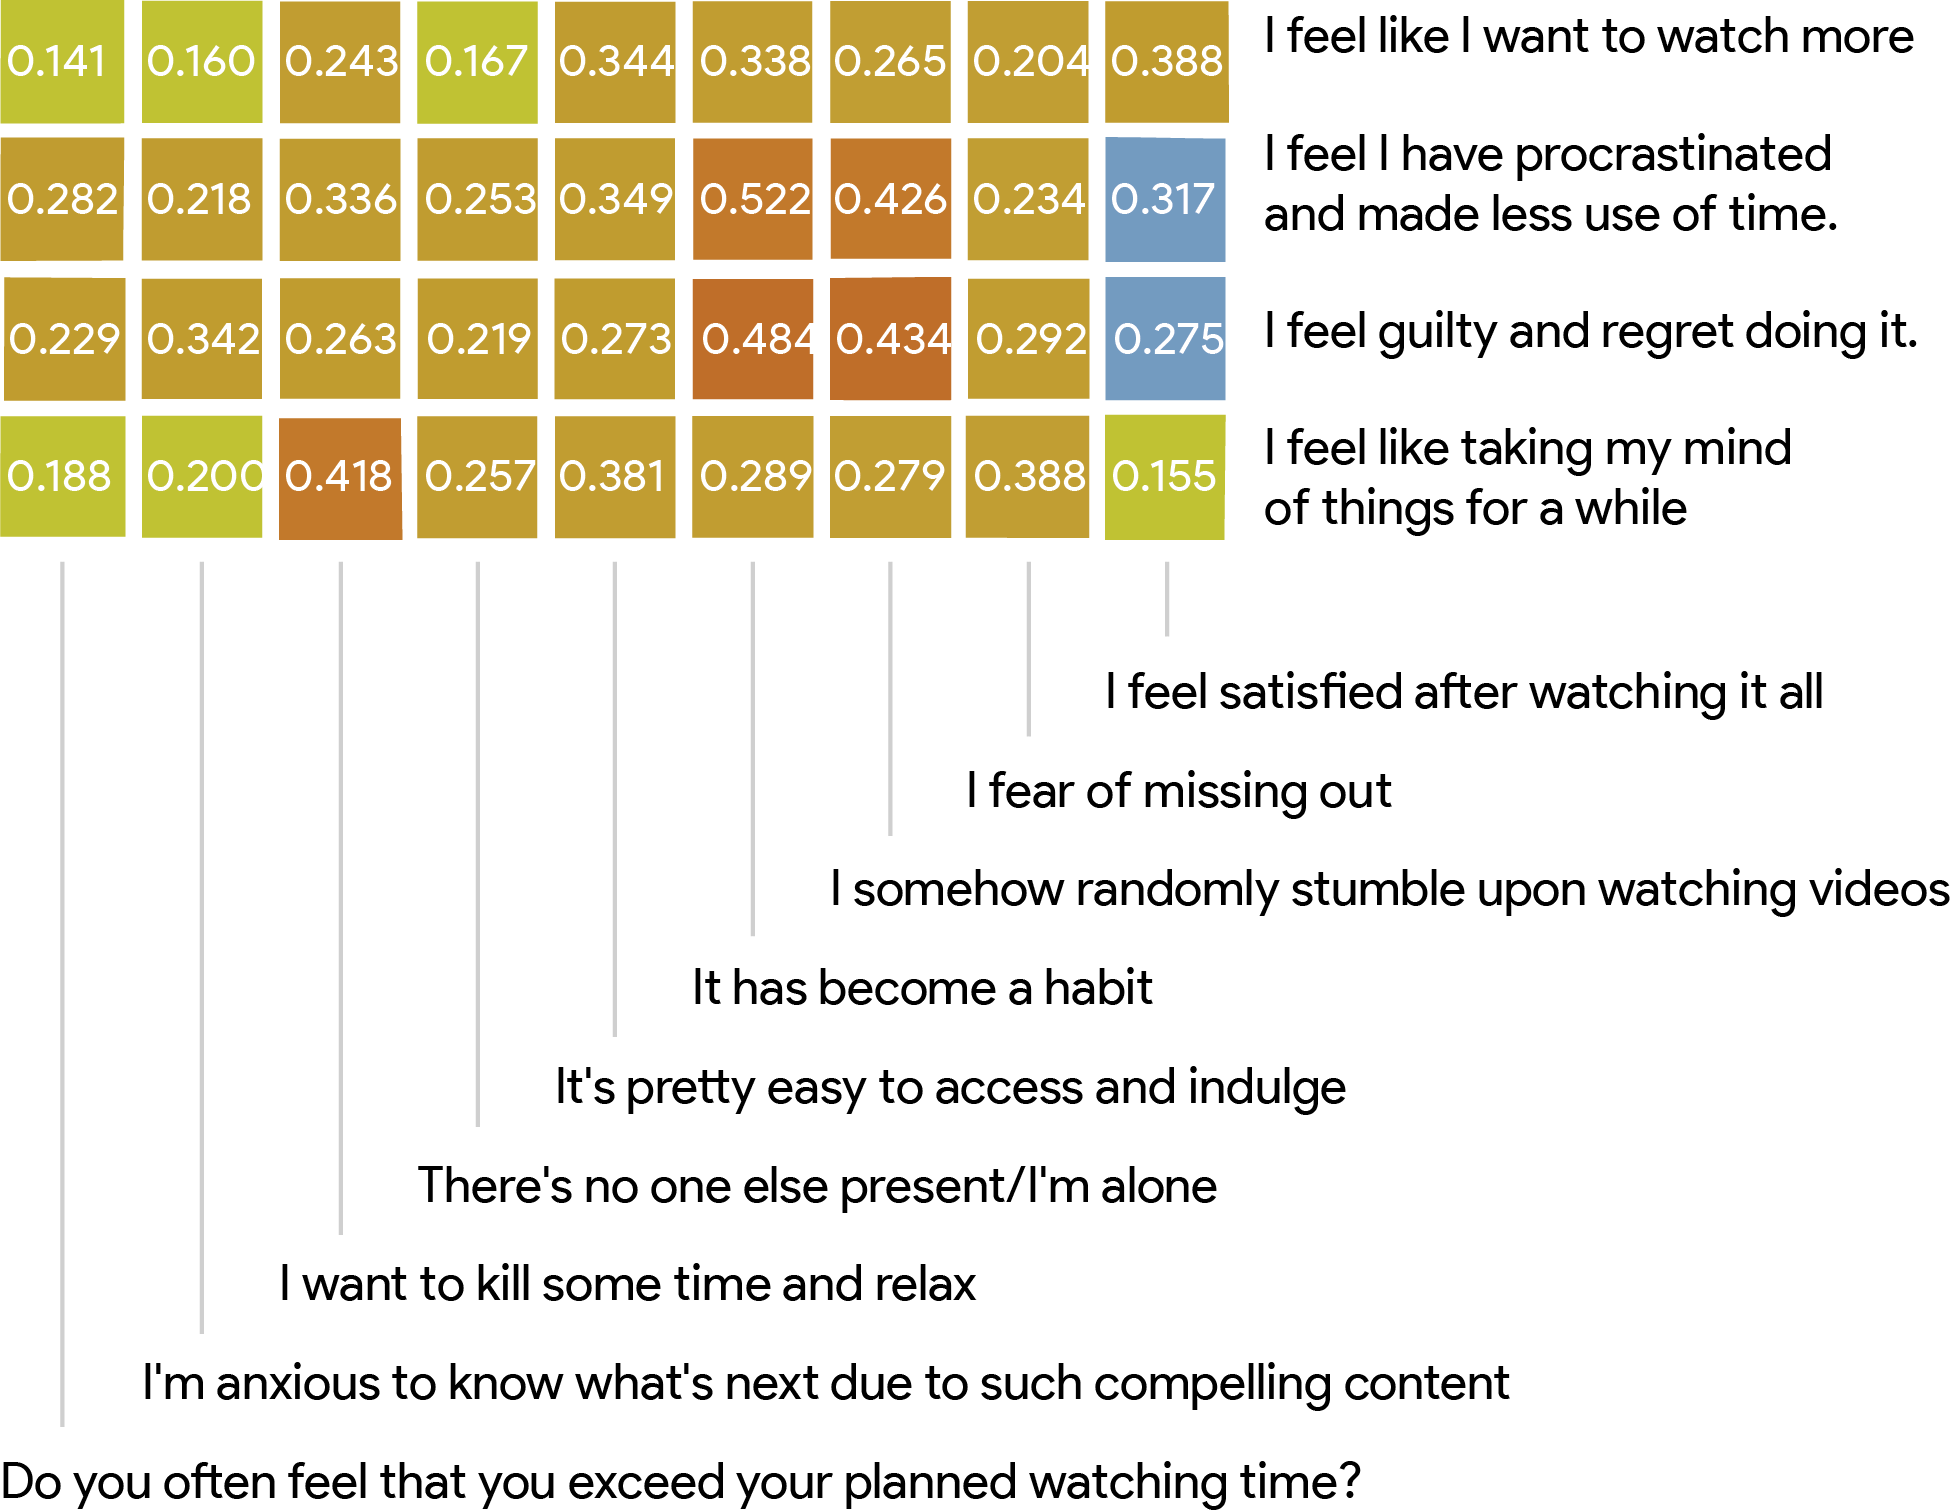 0.141 0.160 0.243 0.167 0.344 0.338 0.265 0.204 0.388 I feel like I want to watch more
0.282 0.218 0.336 0.253 0.349 0.522 0.426 0.234 0.317 I feel I have procrastinated
and made less use of time.
0.229 0.342 0.263 0.219 0.273 0.484 0.434 0.292 0.275 I feel guilty and regret doing it.
0.188 0.200 0.418 0.257 0.381 0.289 0.279 0.388 0.155 I feel like taking my mind
of things for a while
I feel satisfied after watching it all
I fear of missing out
I somehow randomly stumble upon watching videos
It has become a habit
It's pretty easy to access and indulge
There's no one else present/I'm alone
I want to kill some time and relax
I'm anxious to know what's next due to such compelling content
Do you often feel that you exceed your planned watching time?